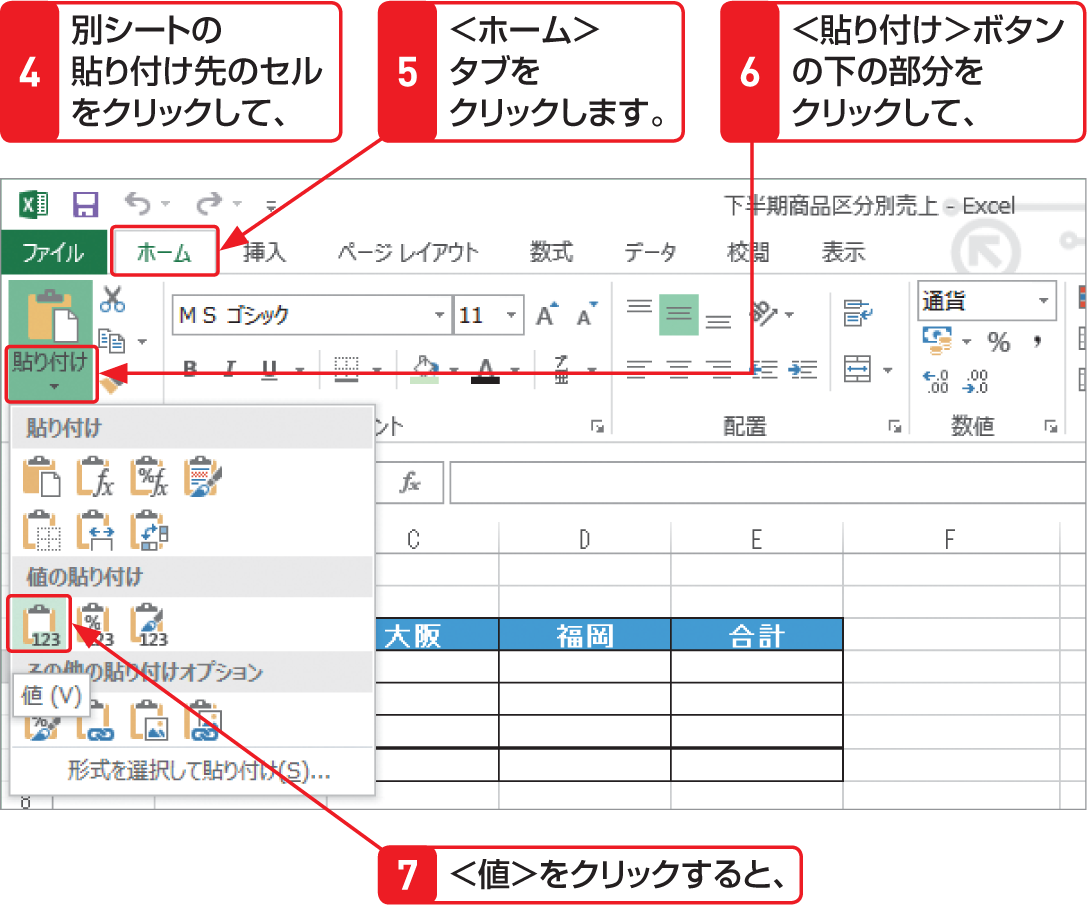 4
別シートの
貼り付け先のセル
をクリックして、
5
<ホーム>
タブを
クリックします。
6
<貼り付け>ボタン
の下の部分を
クリックして、
下半期商品区分別売上 - Excel
ファイル ホーム 挿入 ページ レイアウト 数式 データ 校閲 表示
ＭＳ ゴシック 11 A A 通貨
貼り付け
B I U A % ,
ント 配置 数値
貼り付け
fx %fx
fx
C D E F
値の貼り付け
123 %123 123
大阪 福岡 合計
その他の貼り付けオプション
値 (V)
形式を選択して貼り付け(S)...
8
7
<値>をクリックすると、